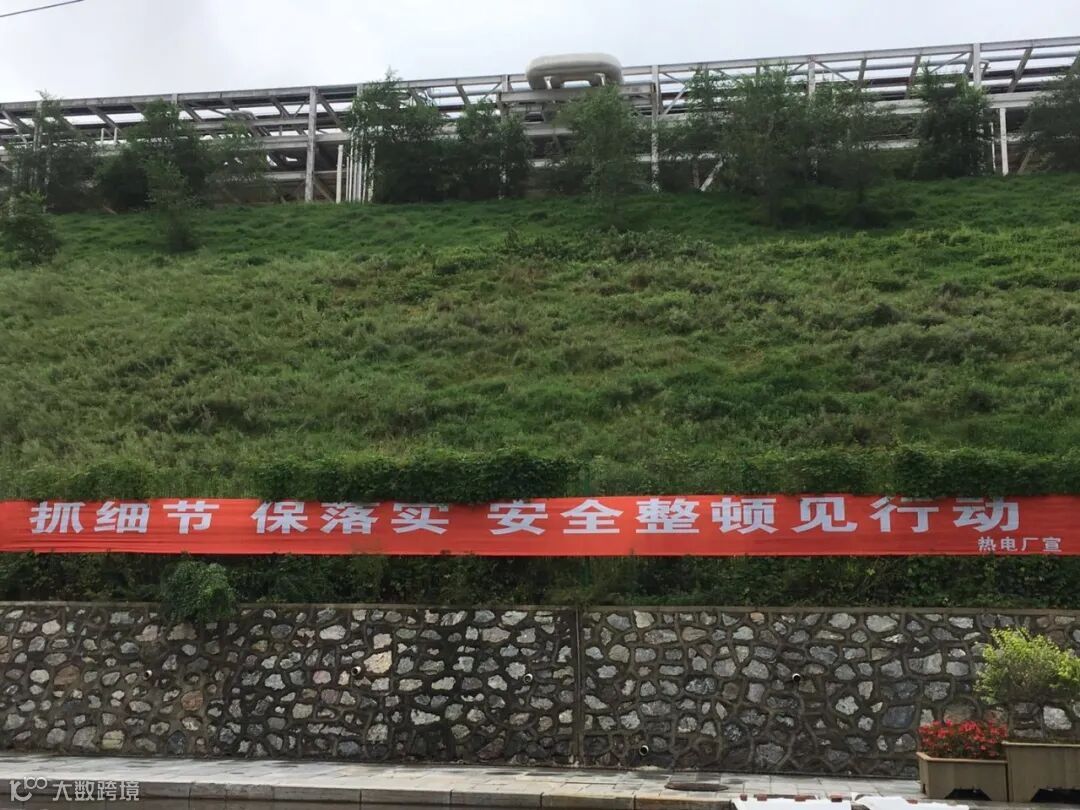 抓细节 保落实 安全整顿见行动
热电厂宣
大数跨境